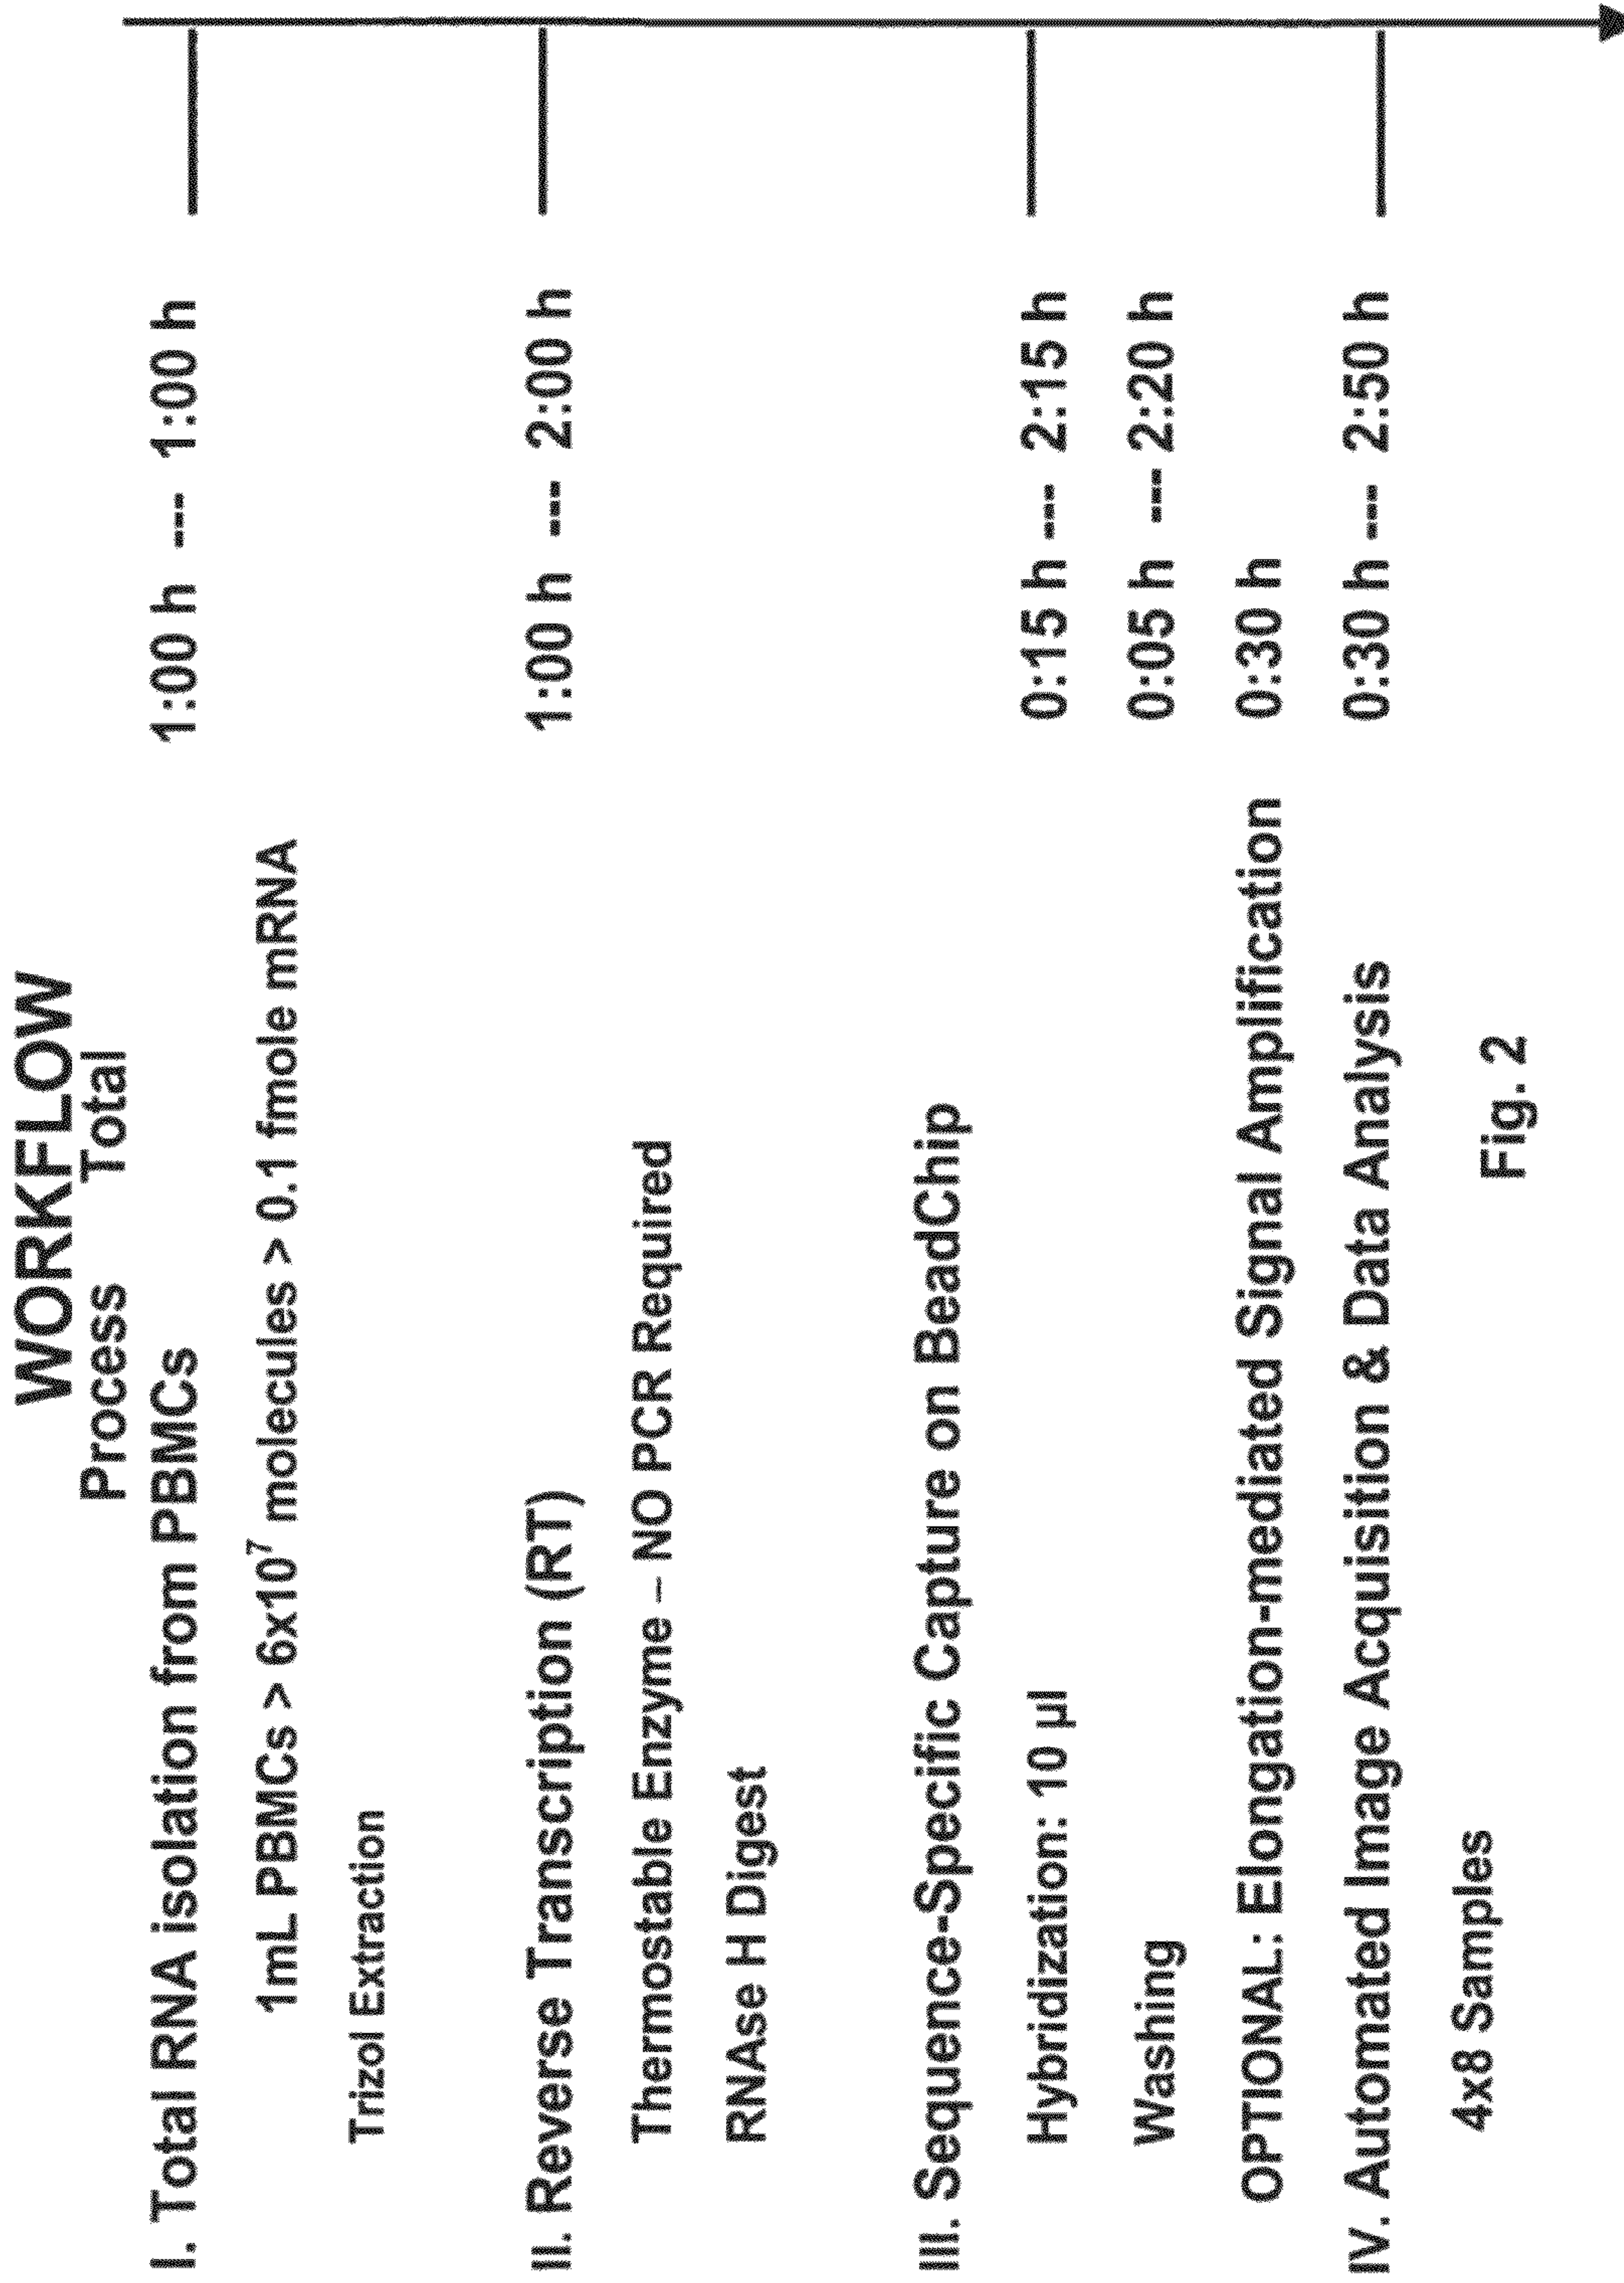 WORKFLOW
Process Total
I. Total RNA isolation from PBMCs 1:00 h --- 1:00 h
1mL PBMCs > 6x10⁷ molecules > 0.1 fmole mRNA
Trizol Extraction
II. Reverse Transcription (RT) 1:00 h --- 2:00 h
Thermostable Enzyme – NO PCR Required
RNAse H Digest
III. Sequence-Specific Capture on BeadChip
Hybridization: 10 µl 0:15 h --- 2:15 h
Washing 0:05 h --- 2:20 h
OPTIONAL: Elongation-mediated Signal Amplification 0:30 h
IV. Automated Image Acquisition & Data Analysis 0:30 h --- 2:50 h
4x8 Samples
Fig. 2